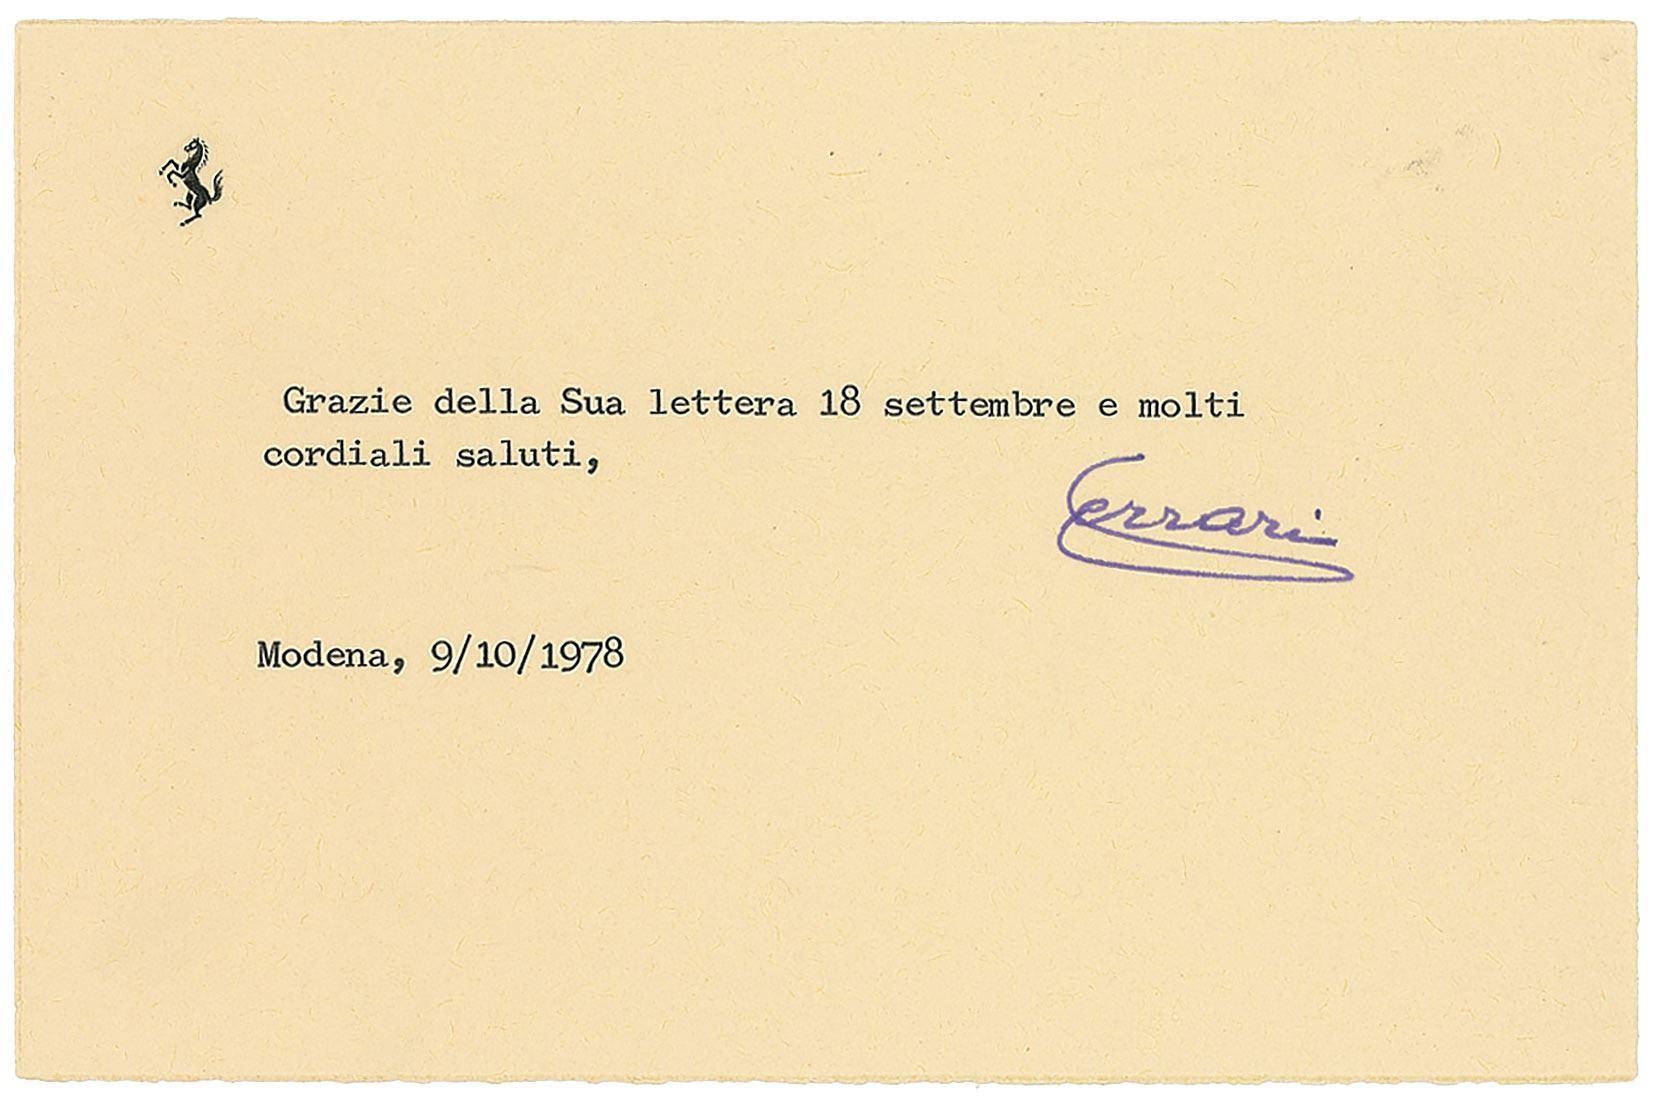 Grazie della Sua lettera 18 settembre e molti
cordiali saluti,
Ferrari
Modena, 9/10/1978